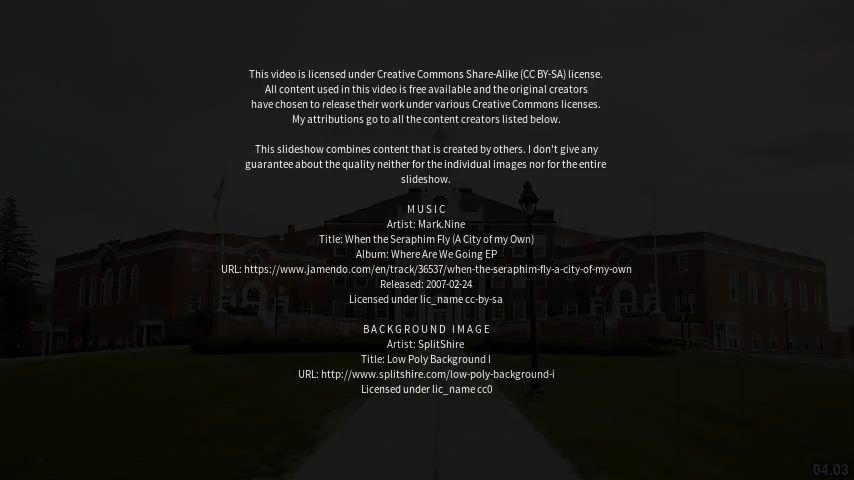 This video is licensed under Creative Commons Share-Alike (CC BY-SA) license.
All content used in this video is free available and the original creators
have chosen to release their work under various Creative Commons licenses.
My attributions go to all the content creators listed below.
This slideshow combines content that is created by others. I don't give any
guarantee about the quality neither for the individual images nor for the entire
slideshow.
MUSIC
Artist: Mark.Nine
Title: When the Seraphim Fly (A City of my Own)
Album: Where Are We Going EP
URL: https://www.jamendo.com/en/track/36537/when-the-seraphim-fly-a-city-of-my-own
Released: 2007-02-24
Licensed under lic_name cc-by-sa
BACKGROUND IMAGE
Artist: SplitShire
Title: Low Poly Background I
URL: http://www.splitshire.com/low-poly-background-i
Licensed under lic_name cc0
04.03